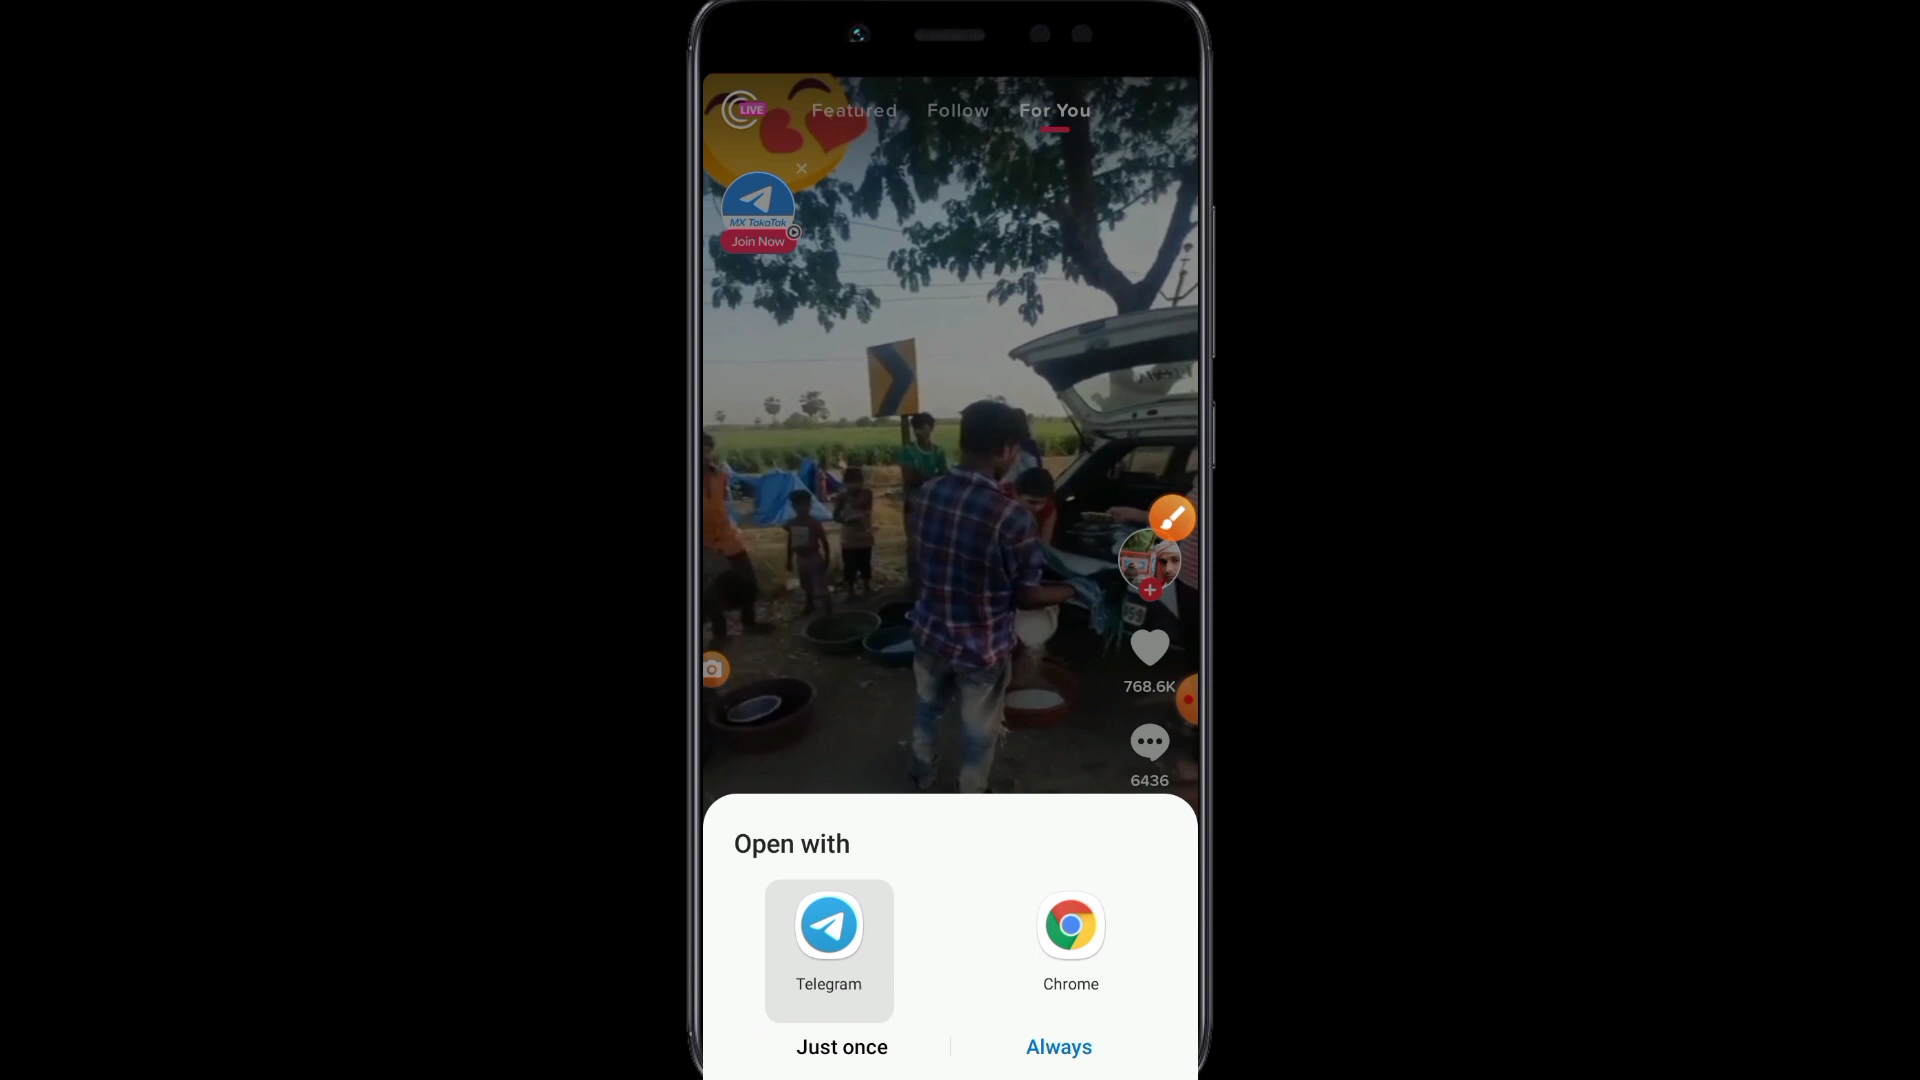 LIVE
Featured Follow For You
MX TakaTak
Join Now
768.6K
6436
Open with
Telegram Chrome
Just once Always